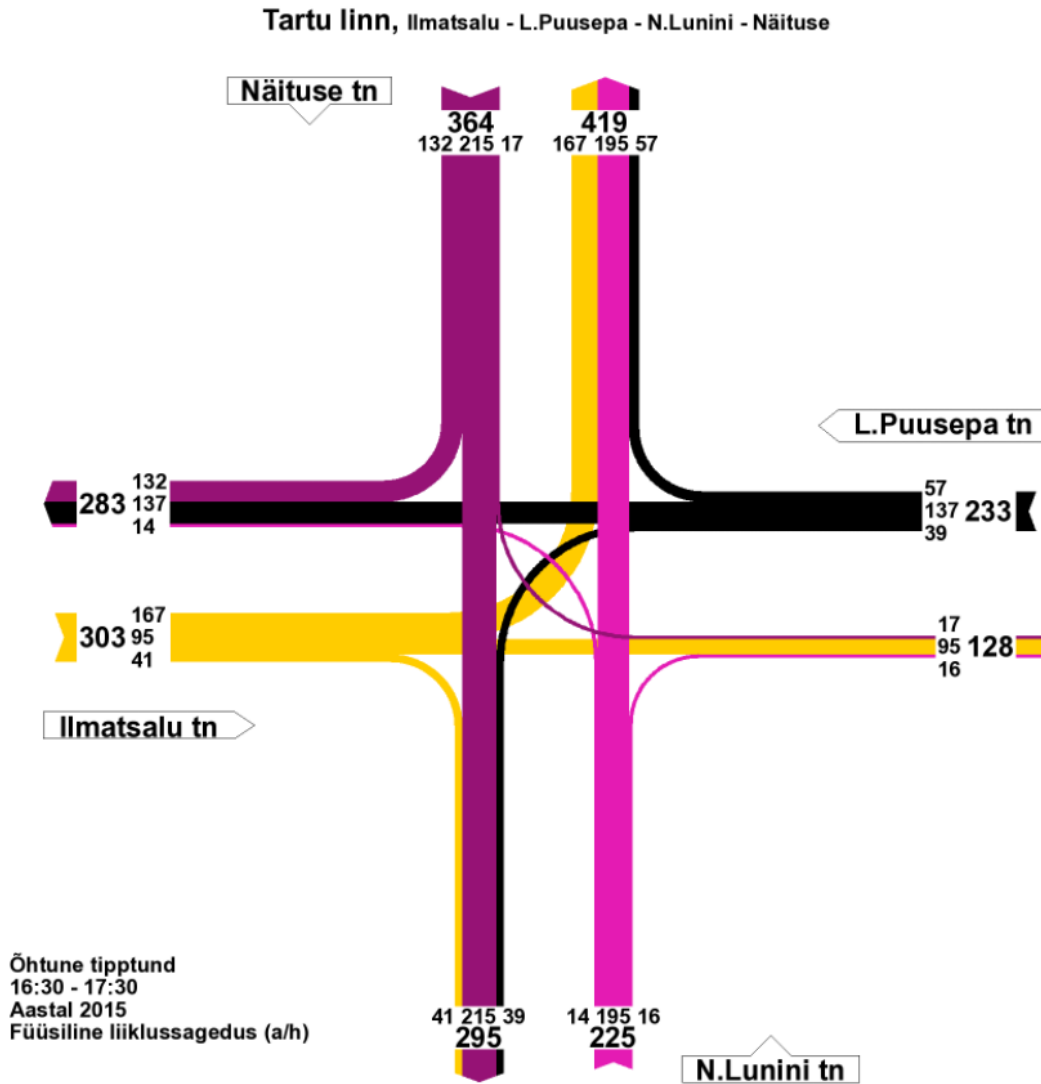 Tartu linn, Ilmatsalu - L.Puusepa - N.Lunini - Näituse
Näituse tn
364
132 215 17
419
167 195 57
L.Puusepa tn
283
132
137
14
57
137
39
233
303
167
95
41
17
95
16
128
Ilmatsalu tn
Õhtune tipptund
16:30 - 17:30
Aastal 2015
Füüsiline liiklussagedus (a/h)
41 215 39
295
14 195 16
225
N.Lunini tn